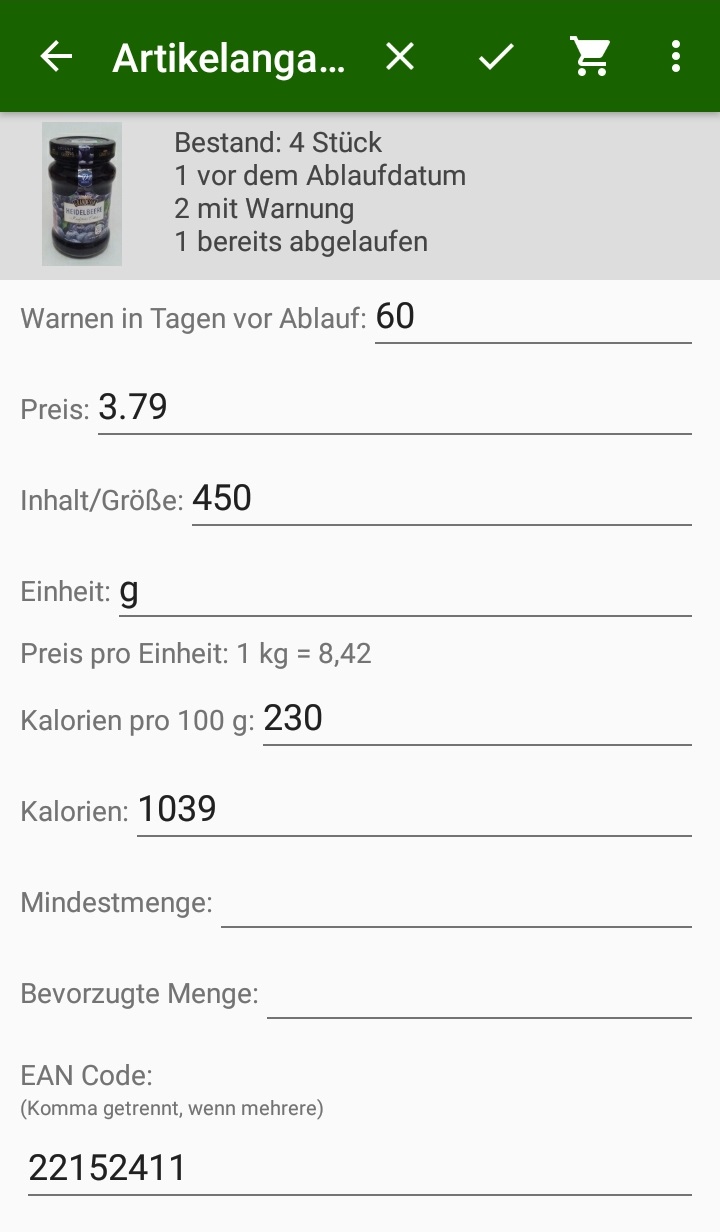 Artikelanga...
HEIDELBEERE
Bestand: 4 Stück
1 vor dem Ablaufdatum
2 mit Warnung
1 bereits abgelaufen
Warnen in Tagen vor Ablauf: 60
Preis: 3.79
Inhalt/Größe: 450
Einheit: g
Preis pro Einheit: 1 kg = 8,42
Kalorien pro 100 g: 230
Kalorien: 1039
Mindestmenge:
Bevorzugte Menge:
EAN Code:
(Komma getrennt, wenn mehrere)
22152411